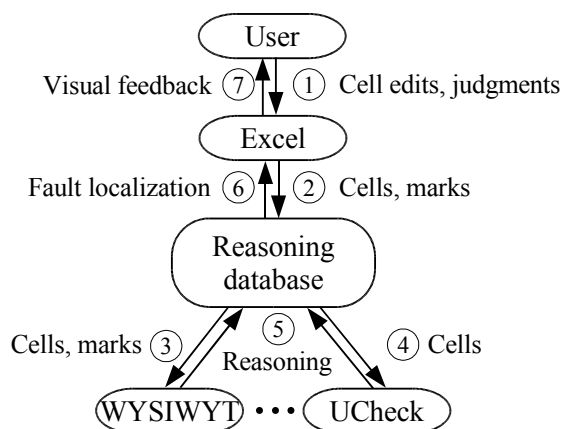 User
Visual feedback ⑦ ① Cell edits, judgments
Excel
Fault localization ⑥ ② Cells, marks
Reasoning
database
Cells, marks ③ ⑤ ④ Cells
Reasoning
WYSIWYT ••• UCheck